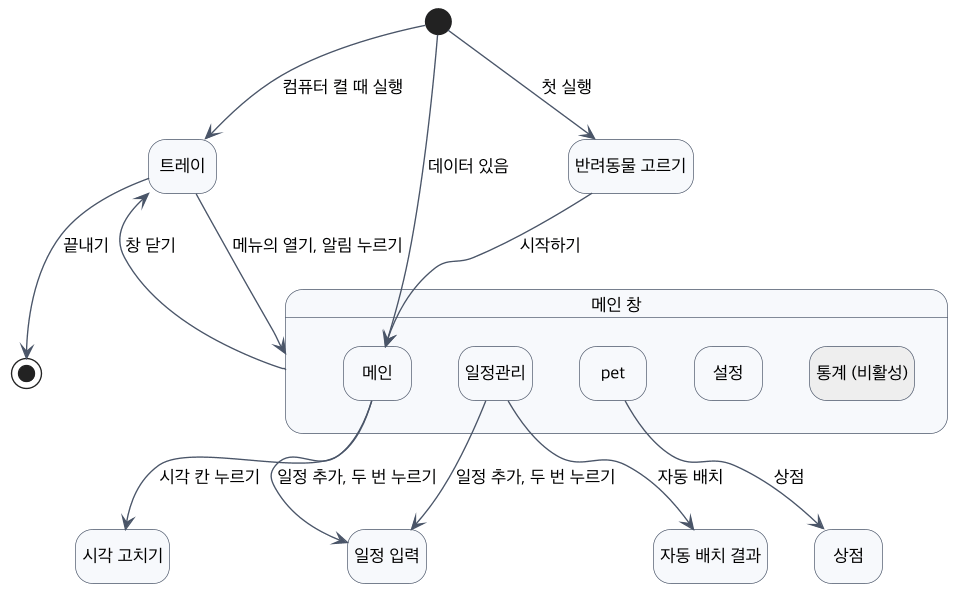 컴퓨터 켤 때 실행
첫 실행
트레이
데이터 있음
반려동물 고르기
끝내기
창 닫기
메뉴의 열기, 알림 누르기
시작하기
메인 창
메인
일정관리
pet
설정
통계 (비활성)
시각 칸 누르기
일정 추가, 두 번 누르기
일정 추가, 두 번 누르기
자동 배치
상점
시각 고치기
일정 입력
자동 배치 결과
상점